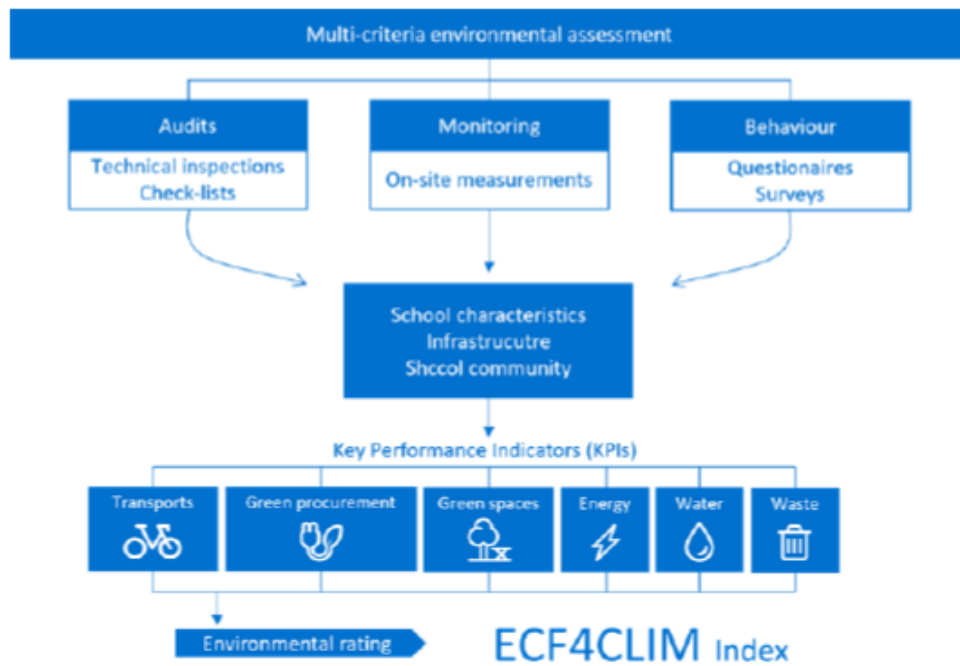 Multi-criteria environmental assessment
Audits
Technical inspections
Check-lists
Monitoring
On-site measurements
Behaviour
Questionaires
Surveys
School characteristics
Infrastrucutre
Shccol community
Key Performance Indicators (KPIs)
Transports
Green procurement
Green spaces
Energy
Water
Waste
Environmental rating
ECF4CLIM Index